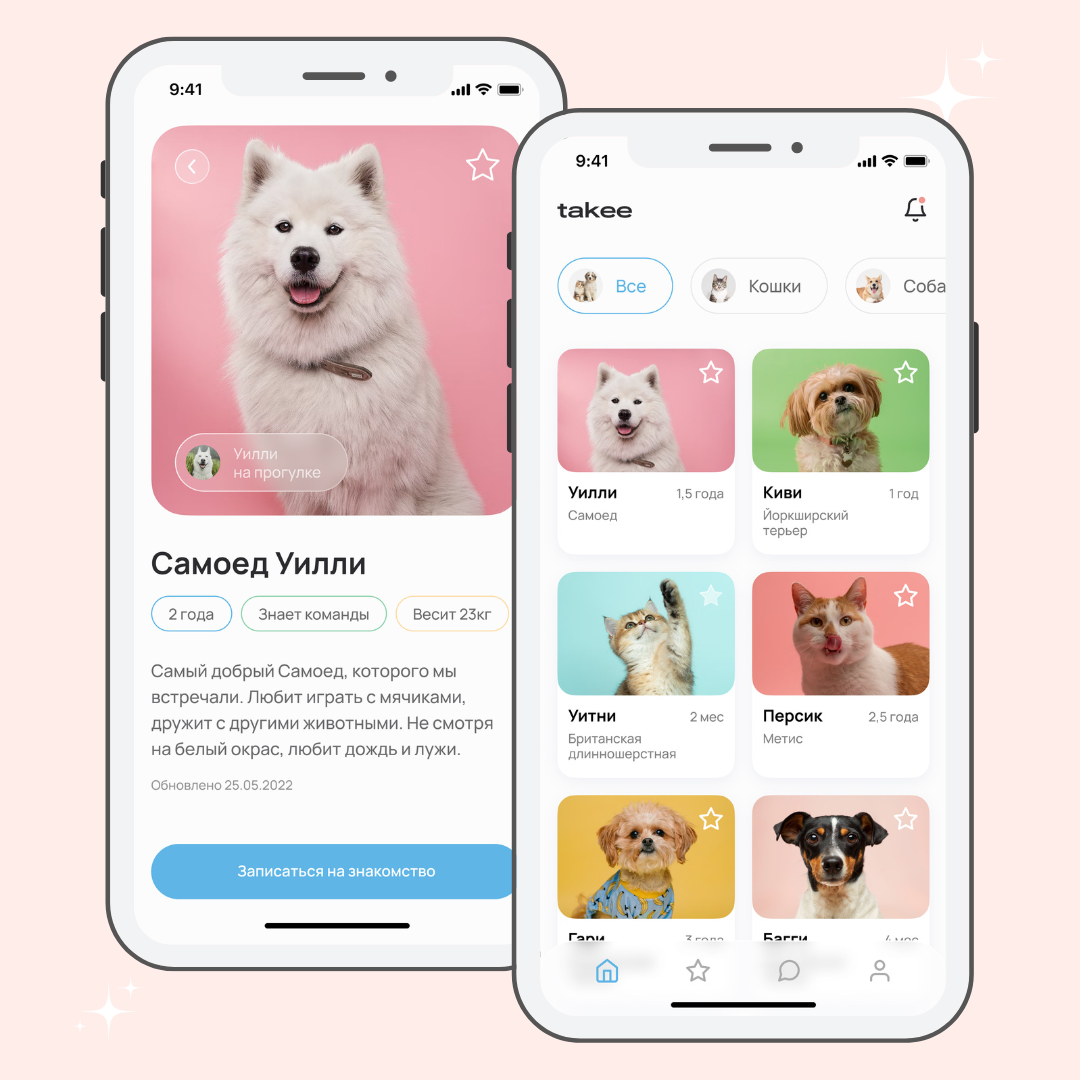 9:41
Уилли
на прогулке
Самоед Уилли
2 года
Знает команды
Весит 23кг
Самый добрый Самоед, которого мы
встречали. Любит играть с мячиками,
дружит с другими животными. Не смотря
на белый окрас, любит дождь и лужи.
Обновлено 25.05.2022
Записаться на знакомство
9:41
takee
Все
Кошки
Соба
Уилли 1,5 года
Самоед
Киви 1 год
Йоркширский
терьер
Уитни 2 мес
Британская
длинношерстная
Персик 2,5 года
Метис
Гари 3 года
Багги 4 мес